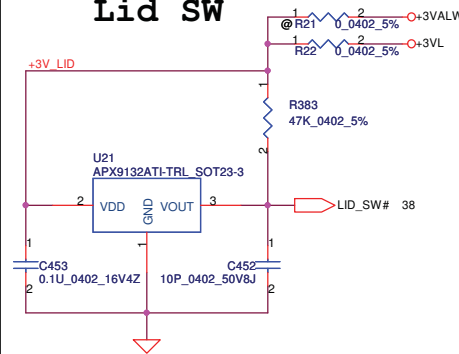 Lid SW
1 2 +3VALW
@ R21 0_0402_5%
1 2 +3VL
R22 0_0402_5%
+3V_LID
1
R383
47K_0402_5%
2
U21
APX9132ATI-TRL_SOT23-3
2 VDD GND VOUT 3
LID_SW# 38
1
1 1
C453 C452
0.1U_0402_16V4Z 10P_0402_50V8J
2 2